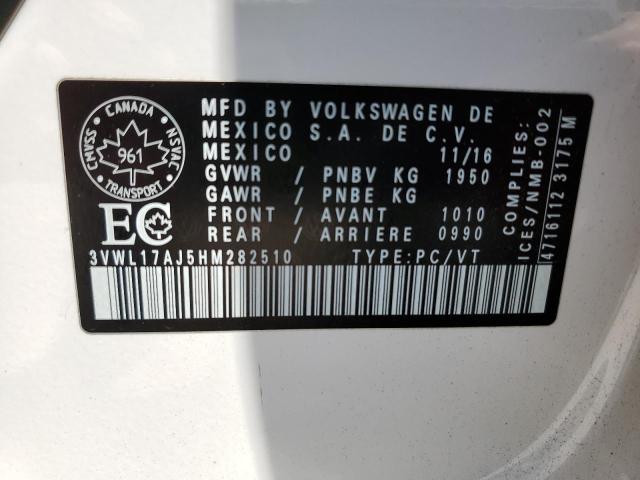 CANADA
CMVSS
NSVAC
961
TRANSPORT
EC
MFD BY VOLKSWAGEN DE
MEXICO S.A. DE C.V.
MEXICO 11/16
GVWR / PNBV KG 1950
GAWR / PNBE KG
FRONT / AVANT 1010
REAR / ARRIERE 0990
3VWL17AJ5HM282510 TYPE:PC/VT
COMPLIES:
ICES/NMB-002
14716112 3175 M